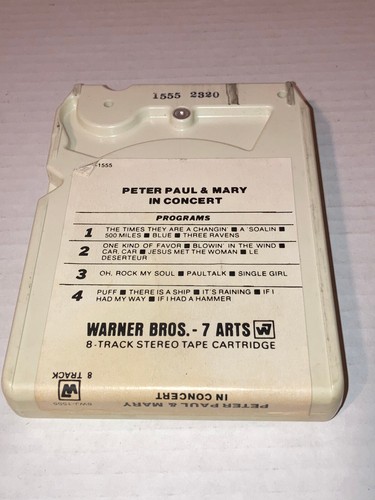 1555 2320
-1555
PETER PAUL & MARY
IN CONCERT
PROGRAMS
1 THE TIMES THEY ARE A CHANGIN' ■ A 'SOALIN ■
500 MILES ■ BLUE ■ THREE RAVENS
2 ONE KIND OF FAVOR ■ BLOWIN' IN THE WIND ■
CAR, CAR ■ JESUS MET THE WOMAN ■ LE
DESERTEUR
3 OH, ROCK MY SOUL ■ PAULTALK ■ SINGLE GIRL
4 PUFF ■ THERE IS A SHIP ■ IT'S RAINING ■ IF I
HAD MY WAY ■ IF I HAD A HAMMER
WARNER BROS. - 7 ARTS W7
8-TRACK STEREO TAPE CARTRIDGE
8 TRACK
W7
PETER PAUL & MARY
IN CONCERT